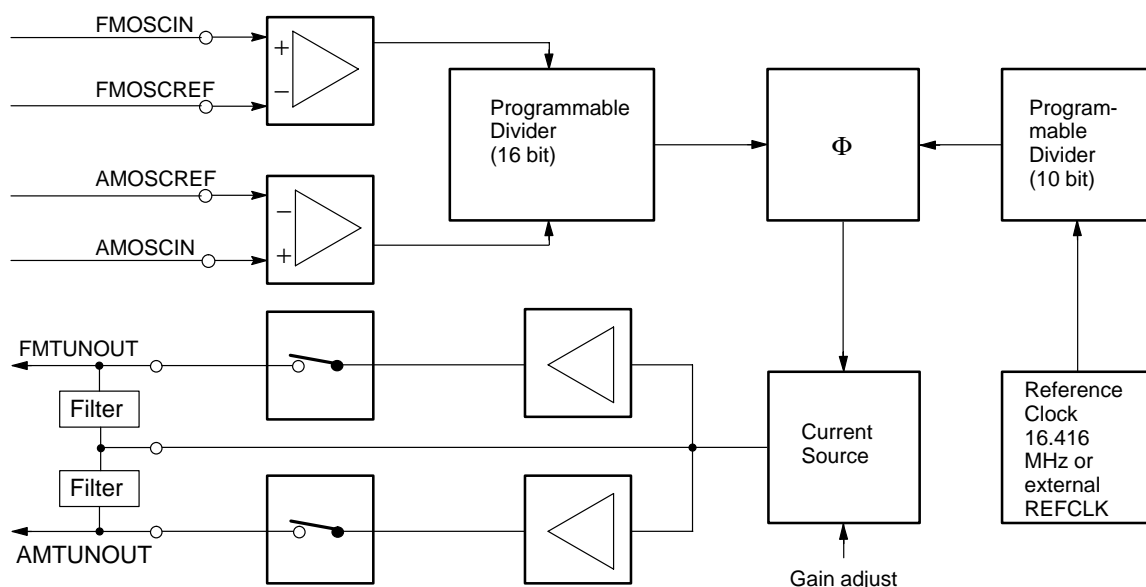 FMOSCIN
+
−
FMOSCREF
AMOSCREF
−
+
AMOSCIN
Programmable
Divider
(16 bit)
Φ
Program-
mable
Divider
(10 bit)
FMTUNOUT
Filter
Filter
AMTUNOUT
Current
Source
Gain adjust
Reference
Clock
16.416
MHz or
external
REFCLK